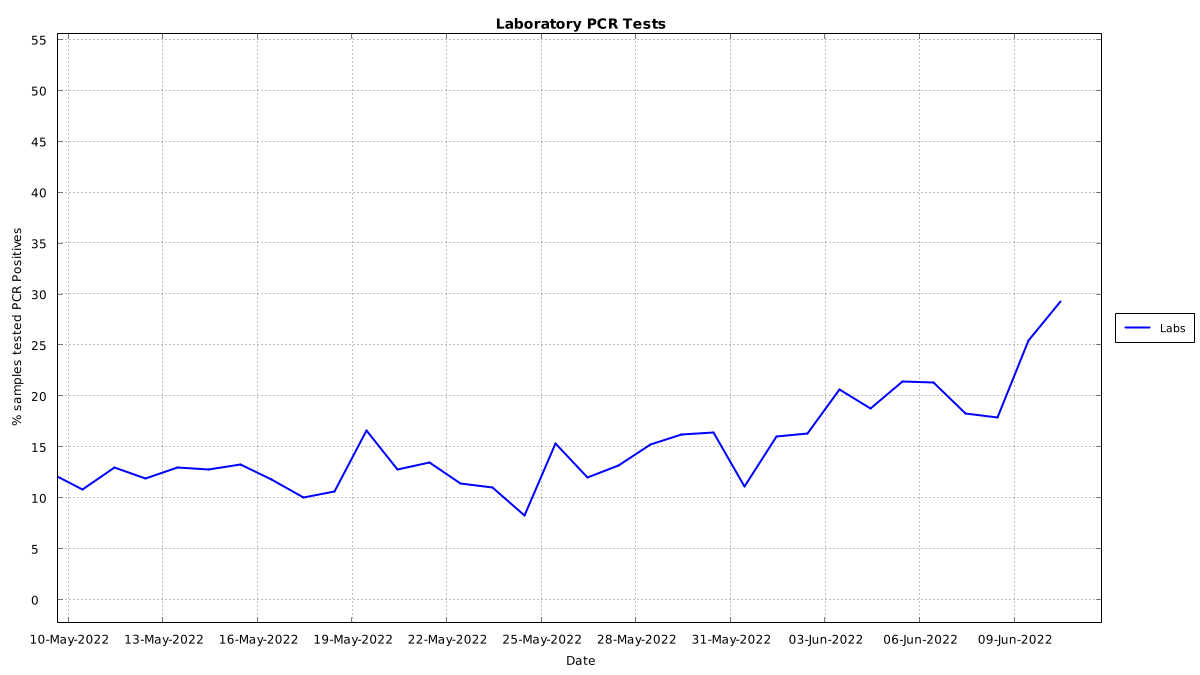 Laboratory PCR Tests
55
50
45
40
35
30
25
20
15
10
5
0
% samples tested PCR Positives
10-May-2022 13-May-2022 16-May-2022 19-May-2022 22-May-2022 25-May-2022 28-May-2022 31-May-2022 03-Jun-2022 06-Jun-2022 09-Jun-2022
Date
Labs